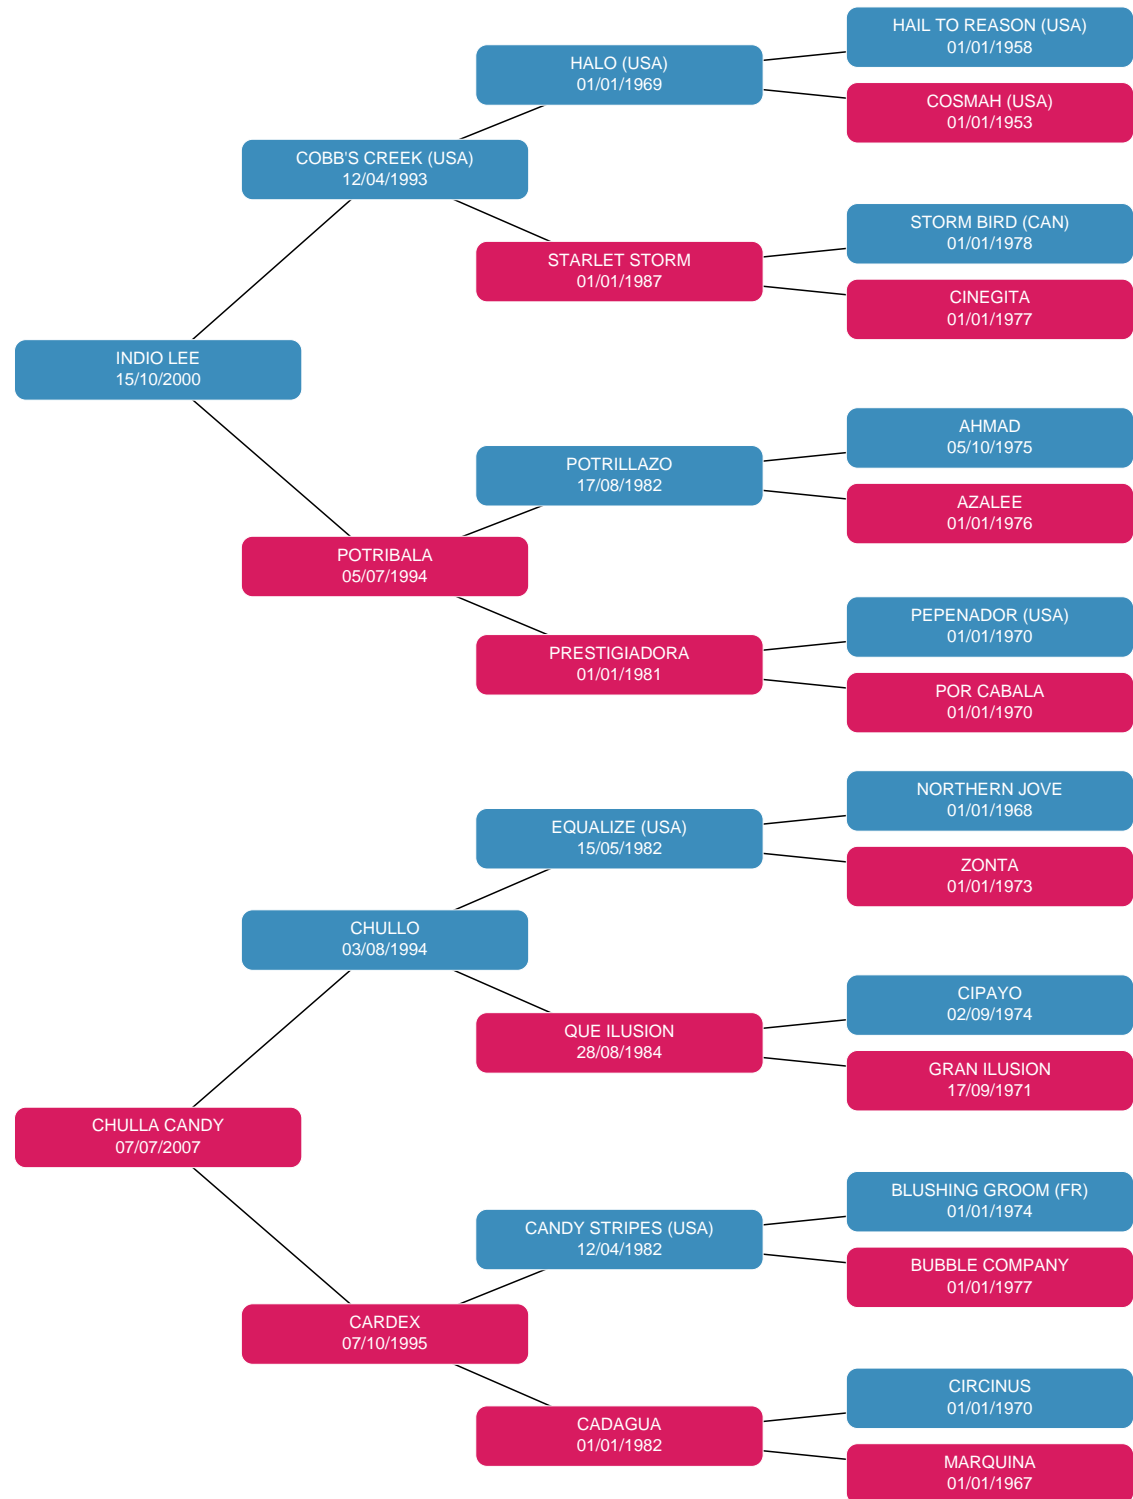 HAIL TO REASON (USA)
01/01/1958
HALO (USA)
01/01/1969
COSMAH (USA)
01/01/1953
COBB'S CREEK (USA)
12/04/1993
STORM BIRD (CAN)
01/01/1978
STARLET STORM
01/01/1987
CINEGITA
01/01/1977
INDIO LEE
15/10/2000
AHMAD
05/10/1975
POTRILLAZO
17/08/1982
AZALEE
01/01/1976
POTRIBALA
05/07/1994
PEPENADOR (USA)
01/01/1970
PRESTIGIADORA
01/01/1981
POR CABALA
01/01/1970
NORTHERN JOVE
01/01/1968
EQUALIZE (USA)
15/05/1982
ZONTA
01/01/1973
CHULLO
03/08/1994
CIPAYO
02/09/1974
QUE ILUSION
28/08/1984
GRAN ILUSION
17/09/1971
CHULLA CANDY
07/07/2007
BLUSHING GROOM (FR)
01/01/1974
CANDY STRIPES (USA)
12/04/1982
BUBBLE COMPANY
01/01/1977
CARDEX
07/10/1995
CIRCINUS
01/01/1970
CADAGUA
01/01/1982
MARQUINA
01/01/1967